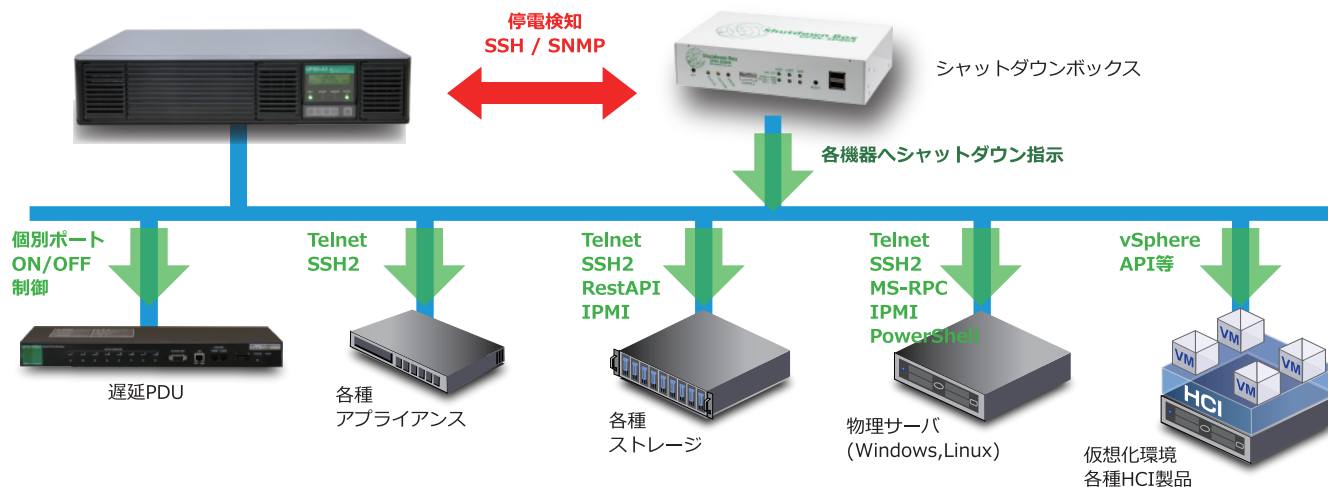 停電検知
SSH / SNMP
Shutdown Box
シャットダウンボックス
各機器へシャットダウン指示
個別ポート
ON/OFF
制御
Telnet
SSH2
Telnet
SSH2
RestAPI
IPMI
Telnet
SSH2
MS-RPC
IPMI
PowerShell
vSphere
API等
遅延PDU
各種
アプライアンス
各種
ストレージ
物理サーバ
(Windows,Linux)
VM
VM
VM
VM
HCI
仮想化環境
各種HCI製品